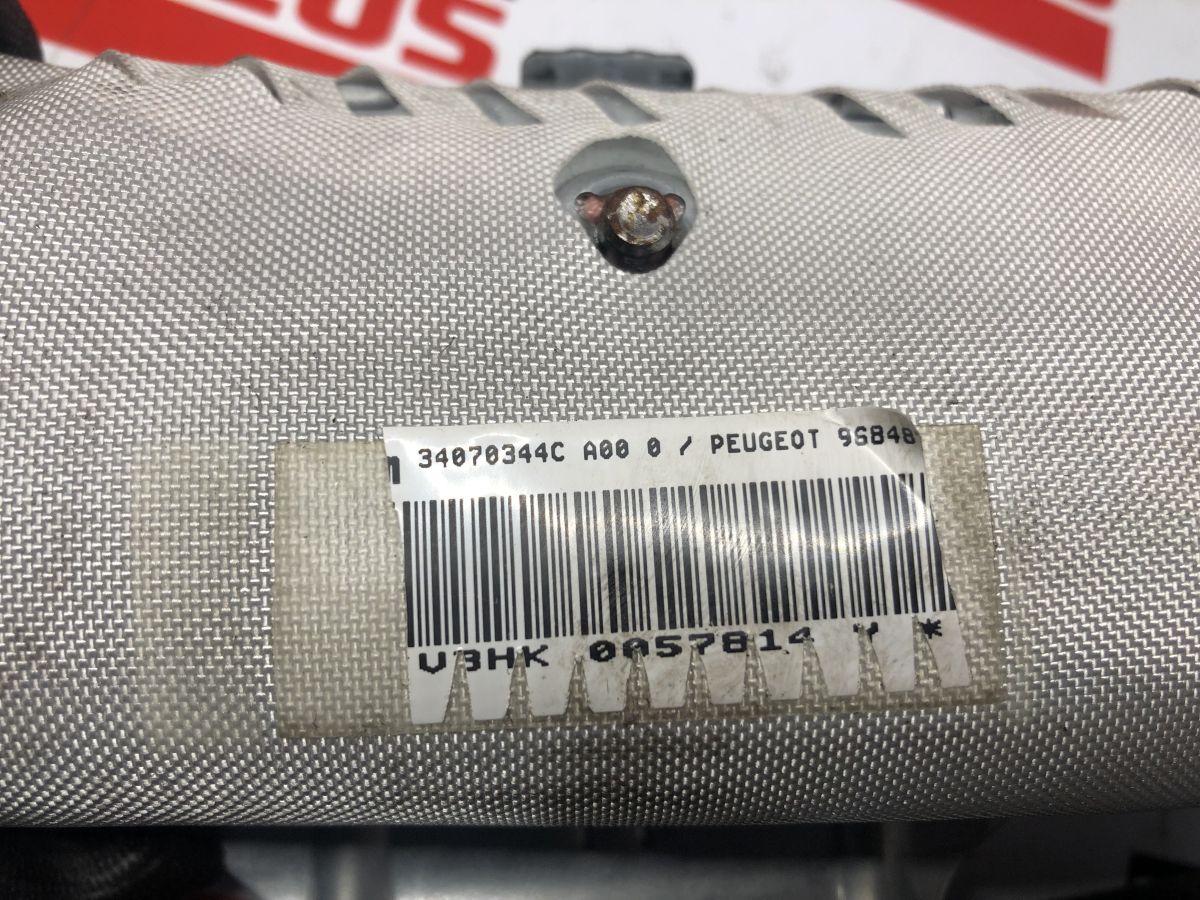 34070344C A00 0 / PEUGEOT 96848
V3HK 0057814 Y *